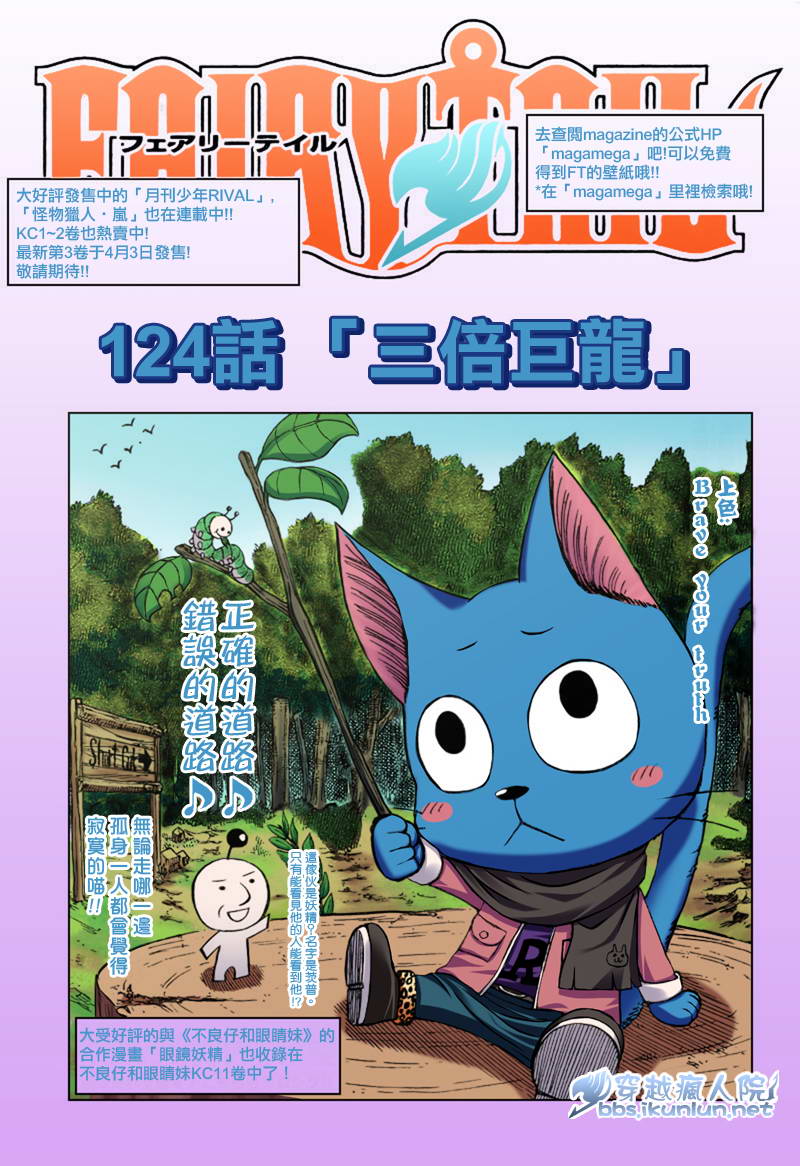 FAIRY TAIL
「フェアリーテイル
去查閱magazine的公式HP
「magamega」吧!可以免費
得到FT的壁紙哦!!
*在「magamega」里裡檢索哦!
大好評發售中的「月刊少年RIVAL」,
「怪物獵人・嵐」也在連載中!!
KC1~2卷也熱賣中!
最新第3卷于4月3日發售!
敬請期待!!
124話 「三倍巨龍」
上色:
Brave your truth
正確的道路♪
錯誤的道路♪
Short Cut
無論走哪一邊
孤身一人都會覺得
寂寞的喵!!
這傢伙是妖精?名字是茨普。
只有能看見他的人能看到他!?
R
大受好評的與《不良仔和眼睛妹》的
合作漫畫「眼鏡妖精」也收錄在
不良仔和眼睛妹KC11卷中了！
穿越瘋人院
bbs.ikunlun.net